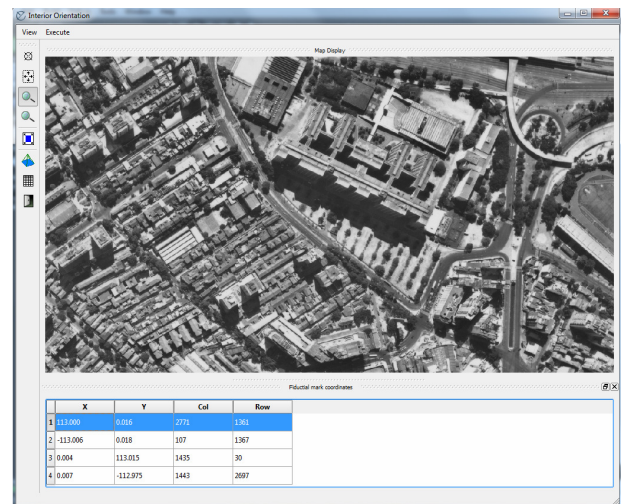 Interior Orientation
View Execute
Map Display
Fiductial mark coordinates
X Y Col Row
1 113.000 0.016 2771 1361
2 -113.006 0.018 107 1367
3 0.004 113.015 1435 30
4 0.007 -112.975 1443 2697